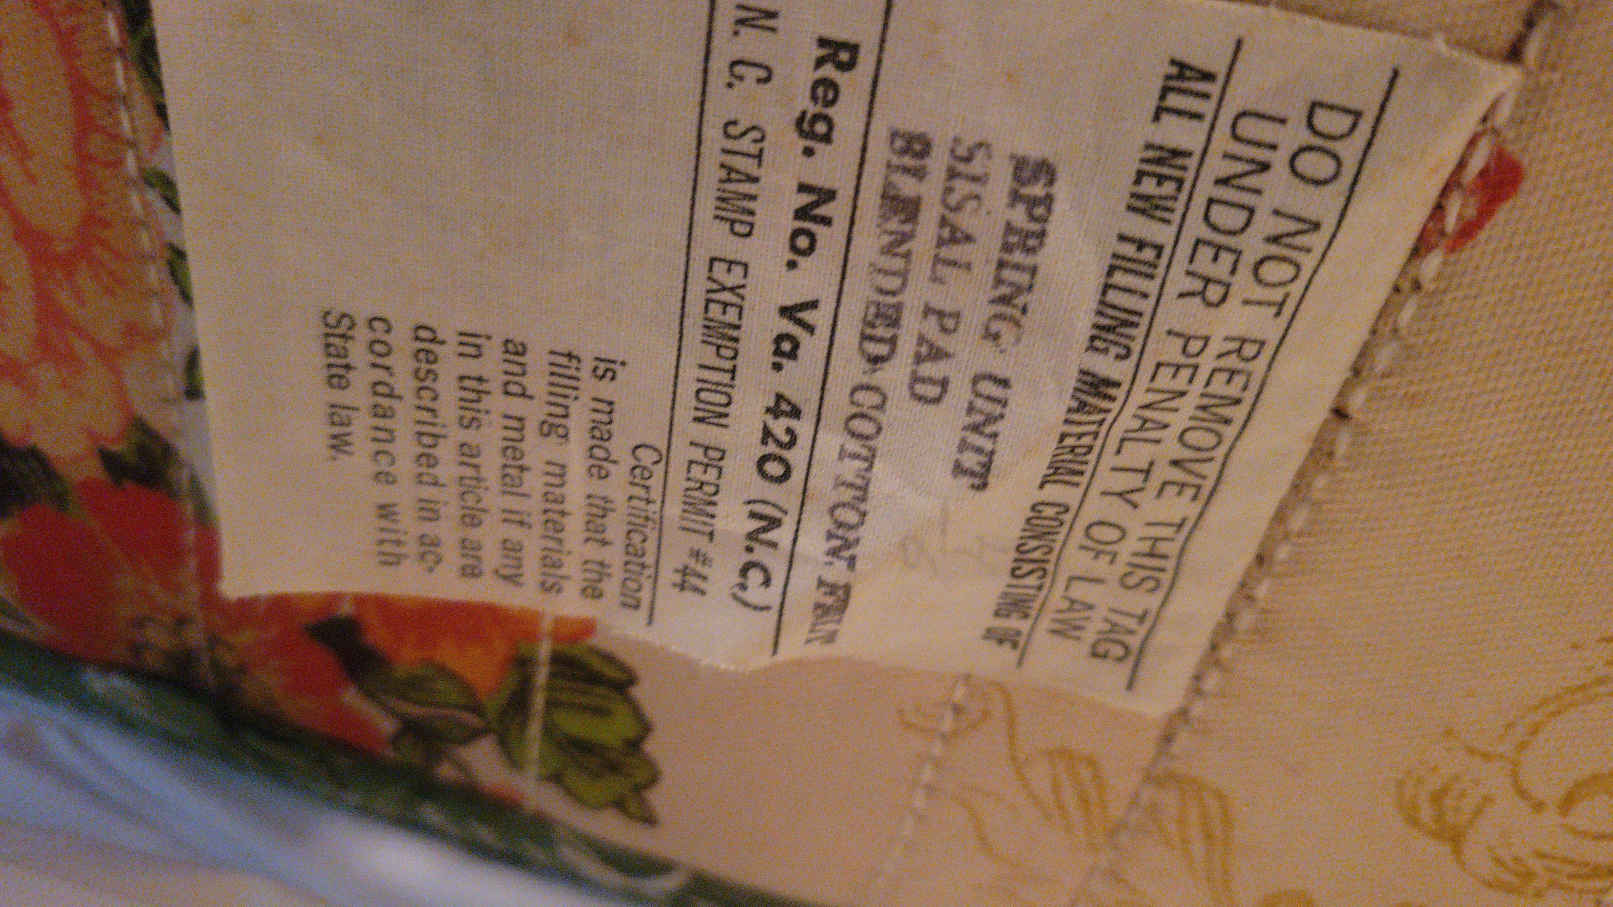 DO NOT REMOVE THIS TAG
UNDER PENALTY OF LAW
ALL NEW FILLING MATERIAL CONSISTING OF
SPRING UNIT
SISAL PAD
BLENDED COTTON
Reg. No. Va. 420 (N.C.)
N. C. STAMP EXEMPTION PERMIT #44
Certification
is made that the
filling materials
and metal if any
in this article are
described in ac-
cordance with
State law.